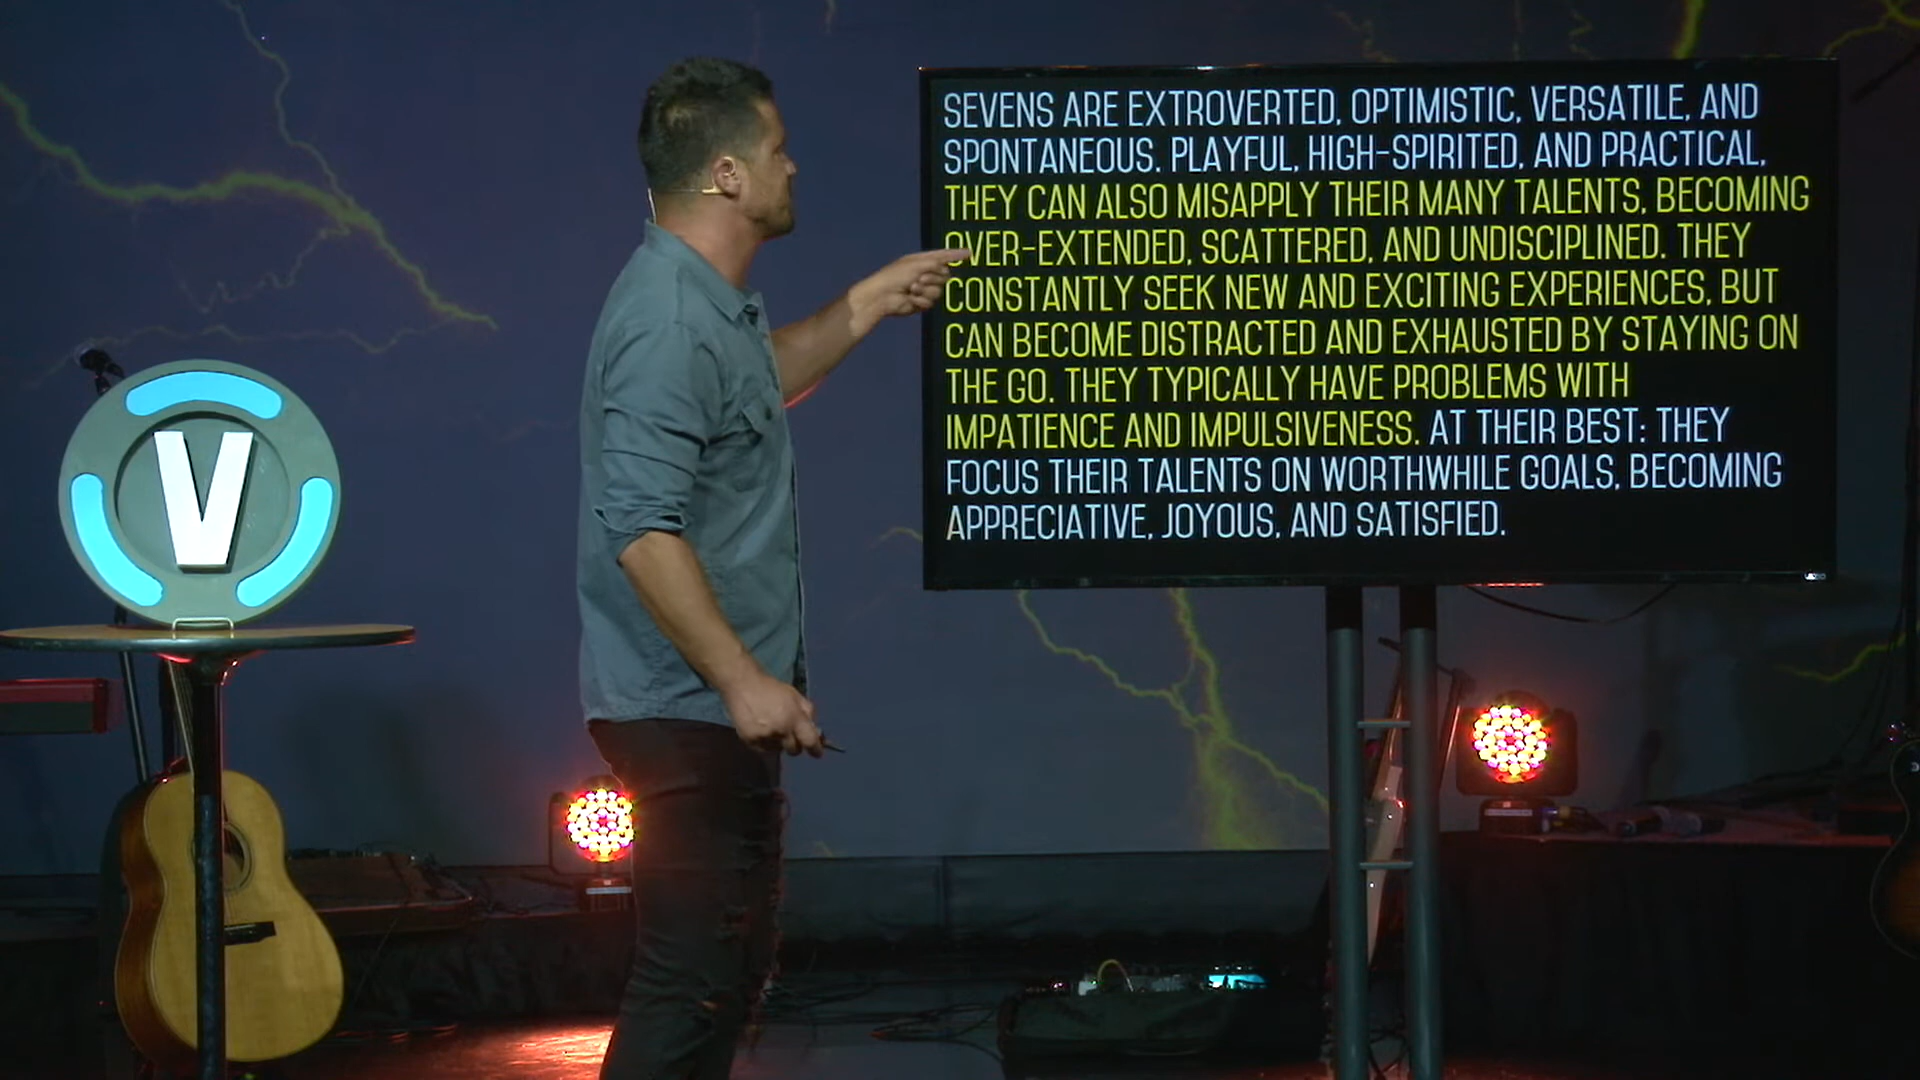 SEVENS ARE EXTROVERTED, OPTIMISTIC, VERSATILE, AND
SPONTANEOUS. PLAYFUL, HIGH-SPIRITED, AND PRACTICAL,
THEY CAN ALSO MISAPPLY THEIR MANY TALENTS, BECOMING
OVER-EXTENDED, SCATTERED, AND UNDISCIPLINED. THEY
CONSTANTLY SEEK NEW AND EXCITING EXPERIENCES, BUT
CAN BECOME DISTRACTED AND EXHAUSTED BY STAYING ON
THE GO. THEY TYPICALLY HAVE PROBLEMS WITH
IMPATIENCE AND IMPULSIVENESS. AT THEIR BEST: THEY
FOCUS THEIR TALENTS ON WORTHWHILE GOALS, BECOMING
APPRECIATIVE, JOYOUS, AND SATISFIED.
VIZIO
V